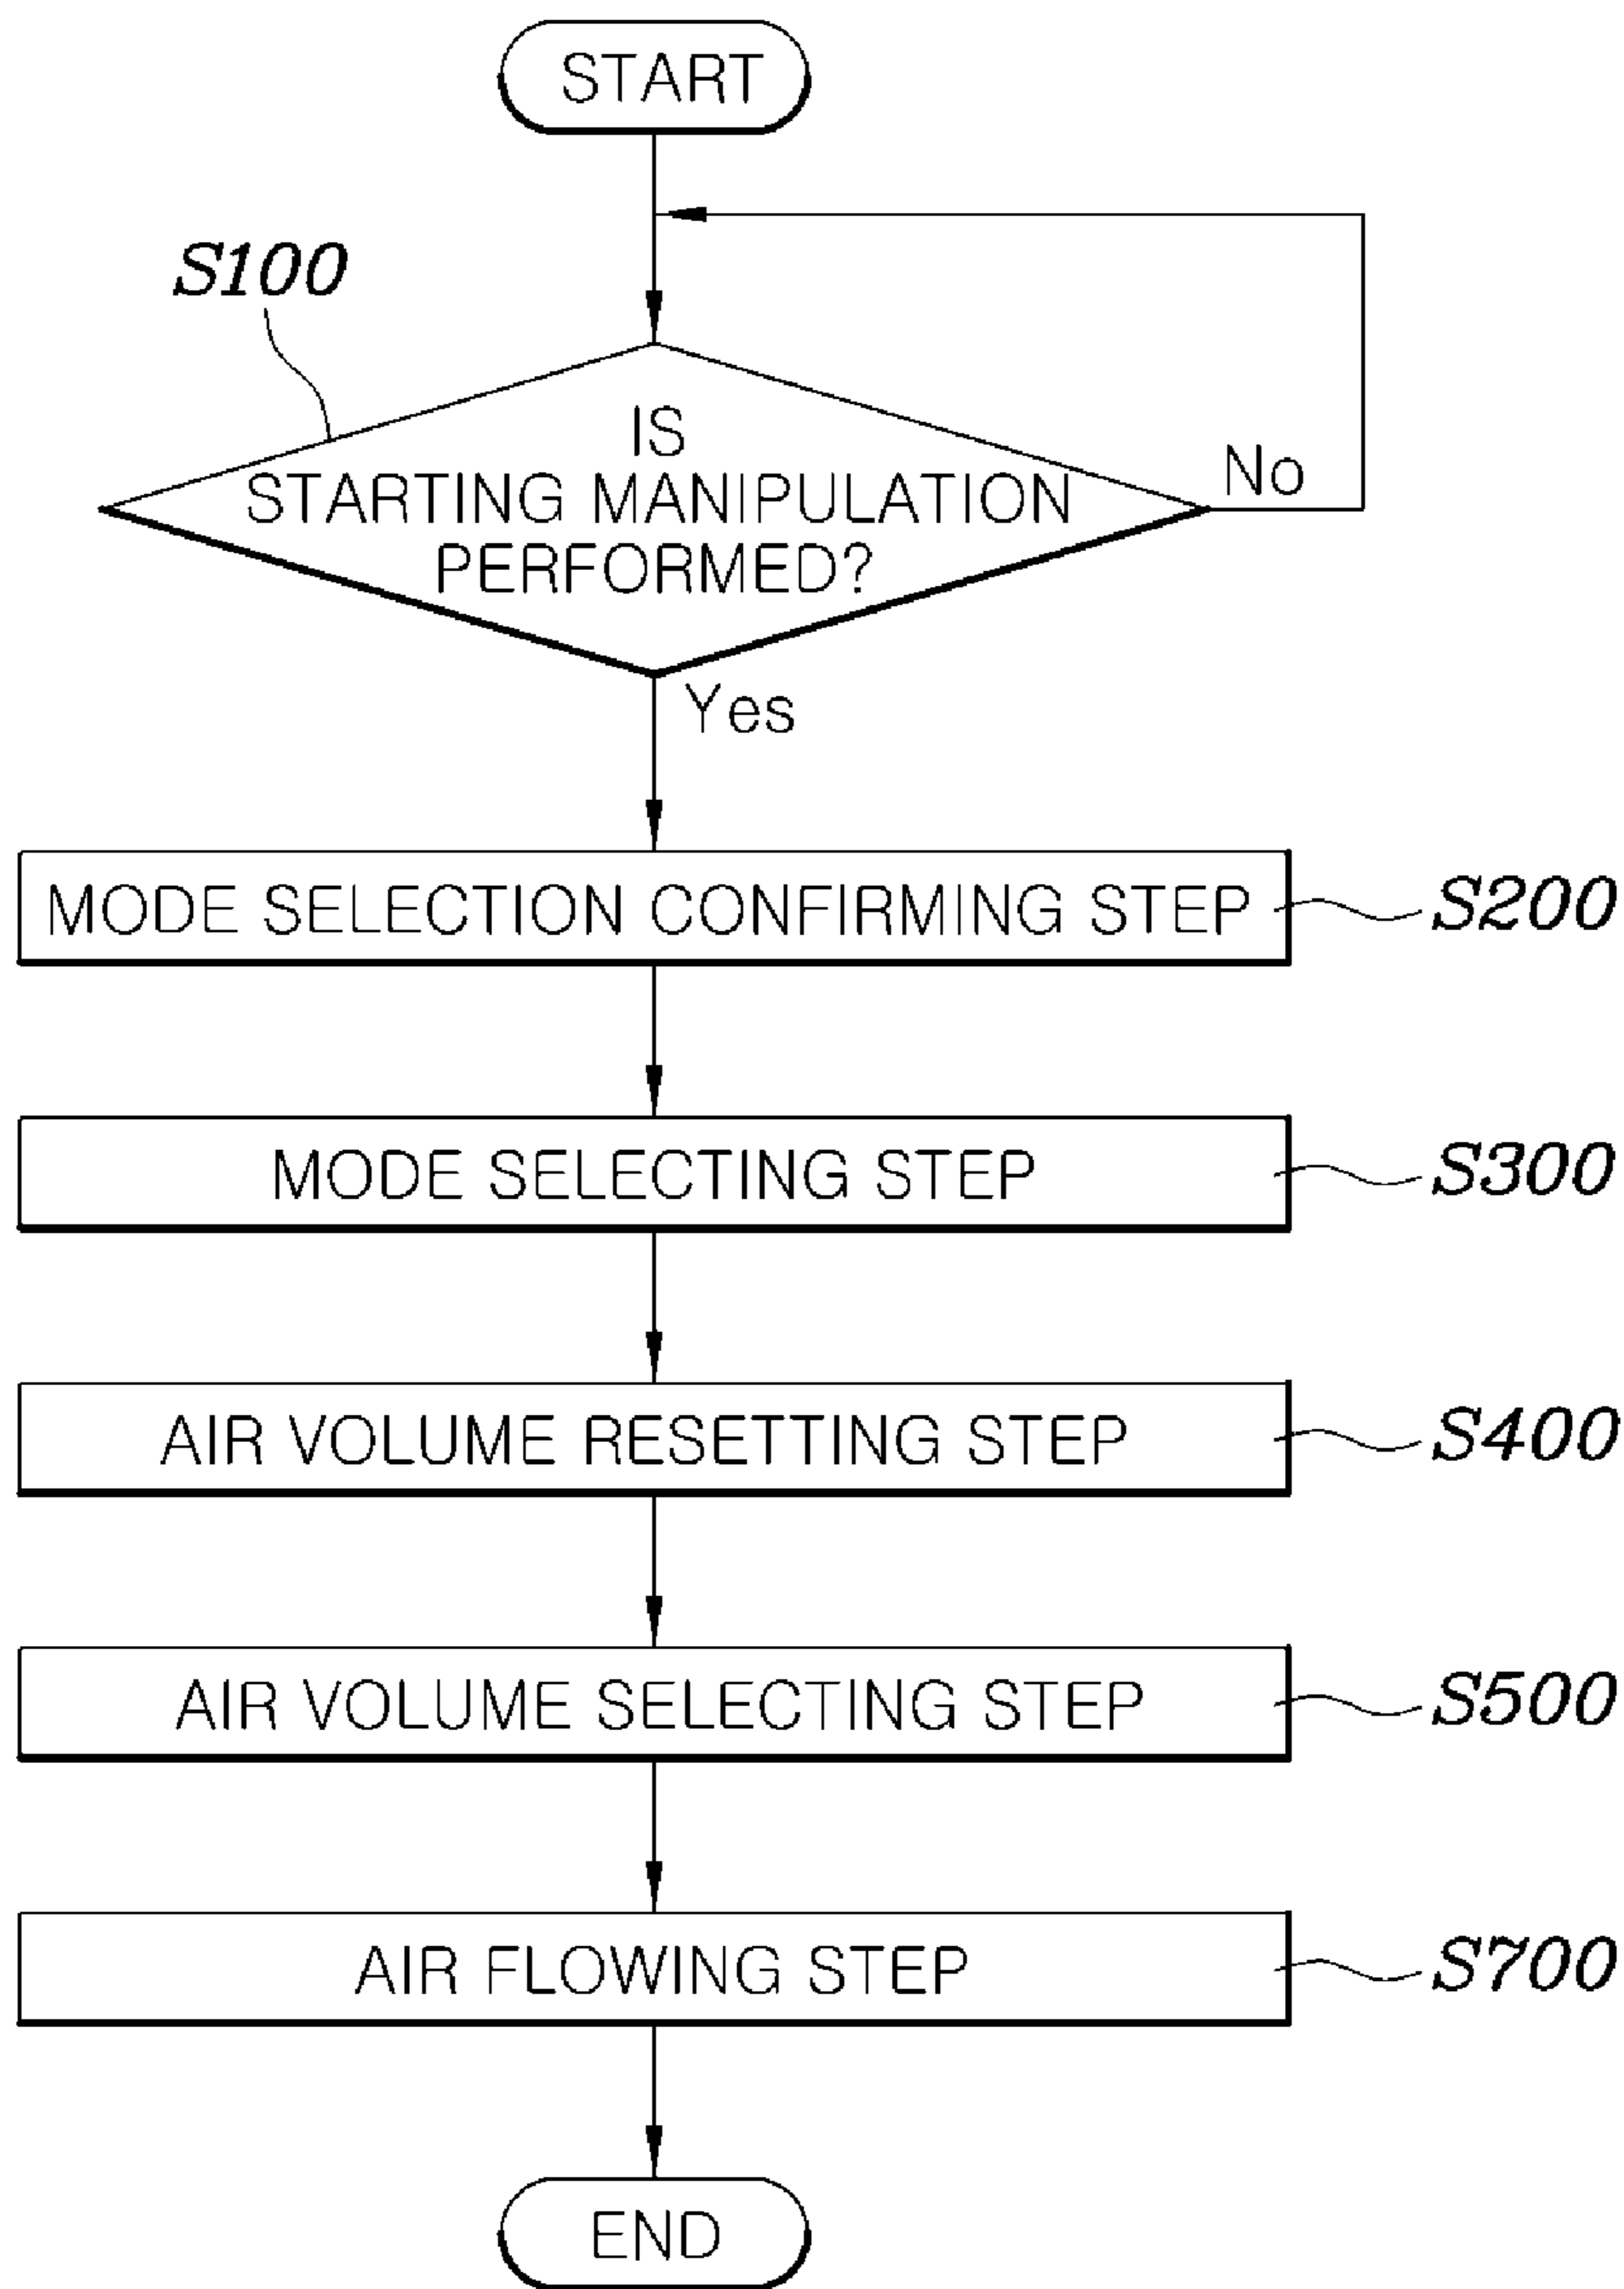 START
S100
IS
STARTING MANIPULATION
PERFORMED?
No
Yes
MODE SELECTION CONFIRMING STEP
S200
MODE SELECTING STEP
S300
AIR VOLUME RESETTING STEP
S400
AIR VOLUME SELECTING STEP
S500
AIR FLOWING STEP
S700
END